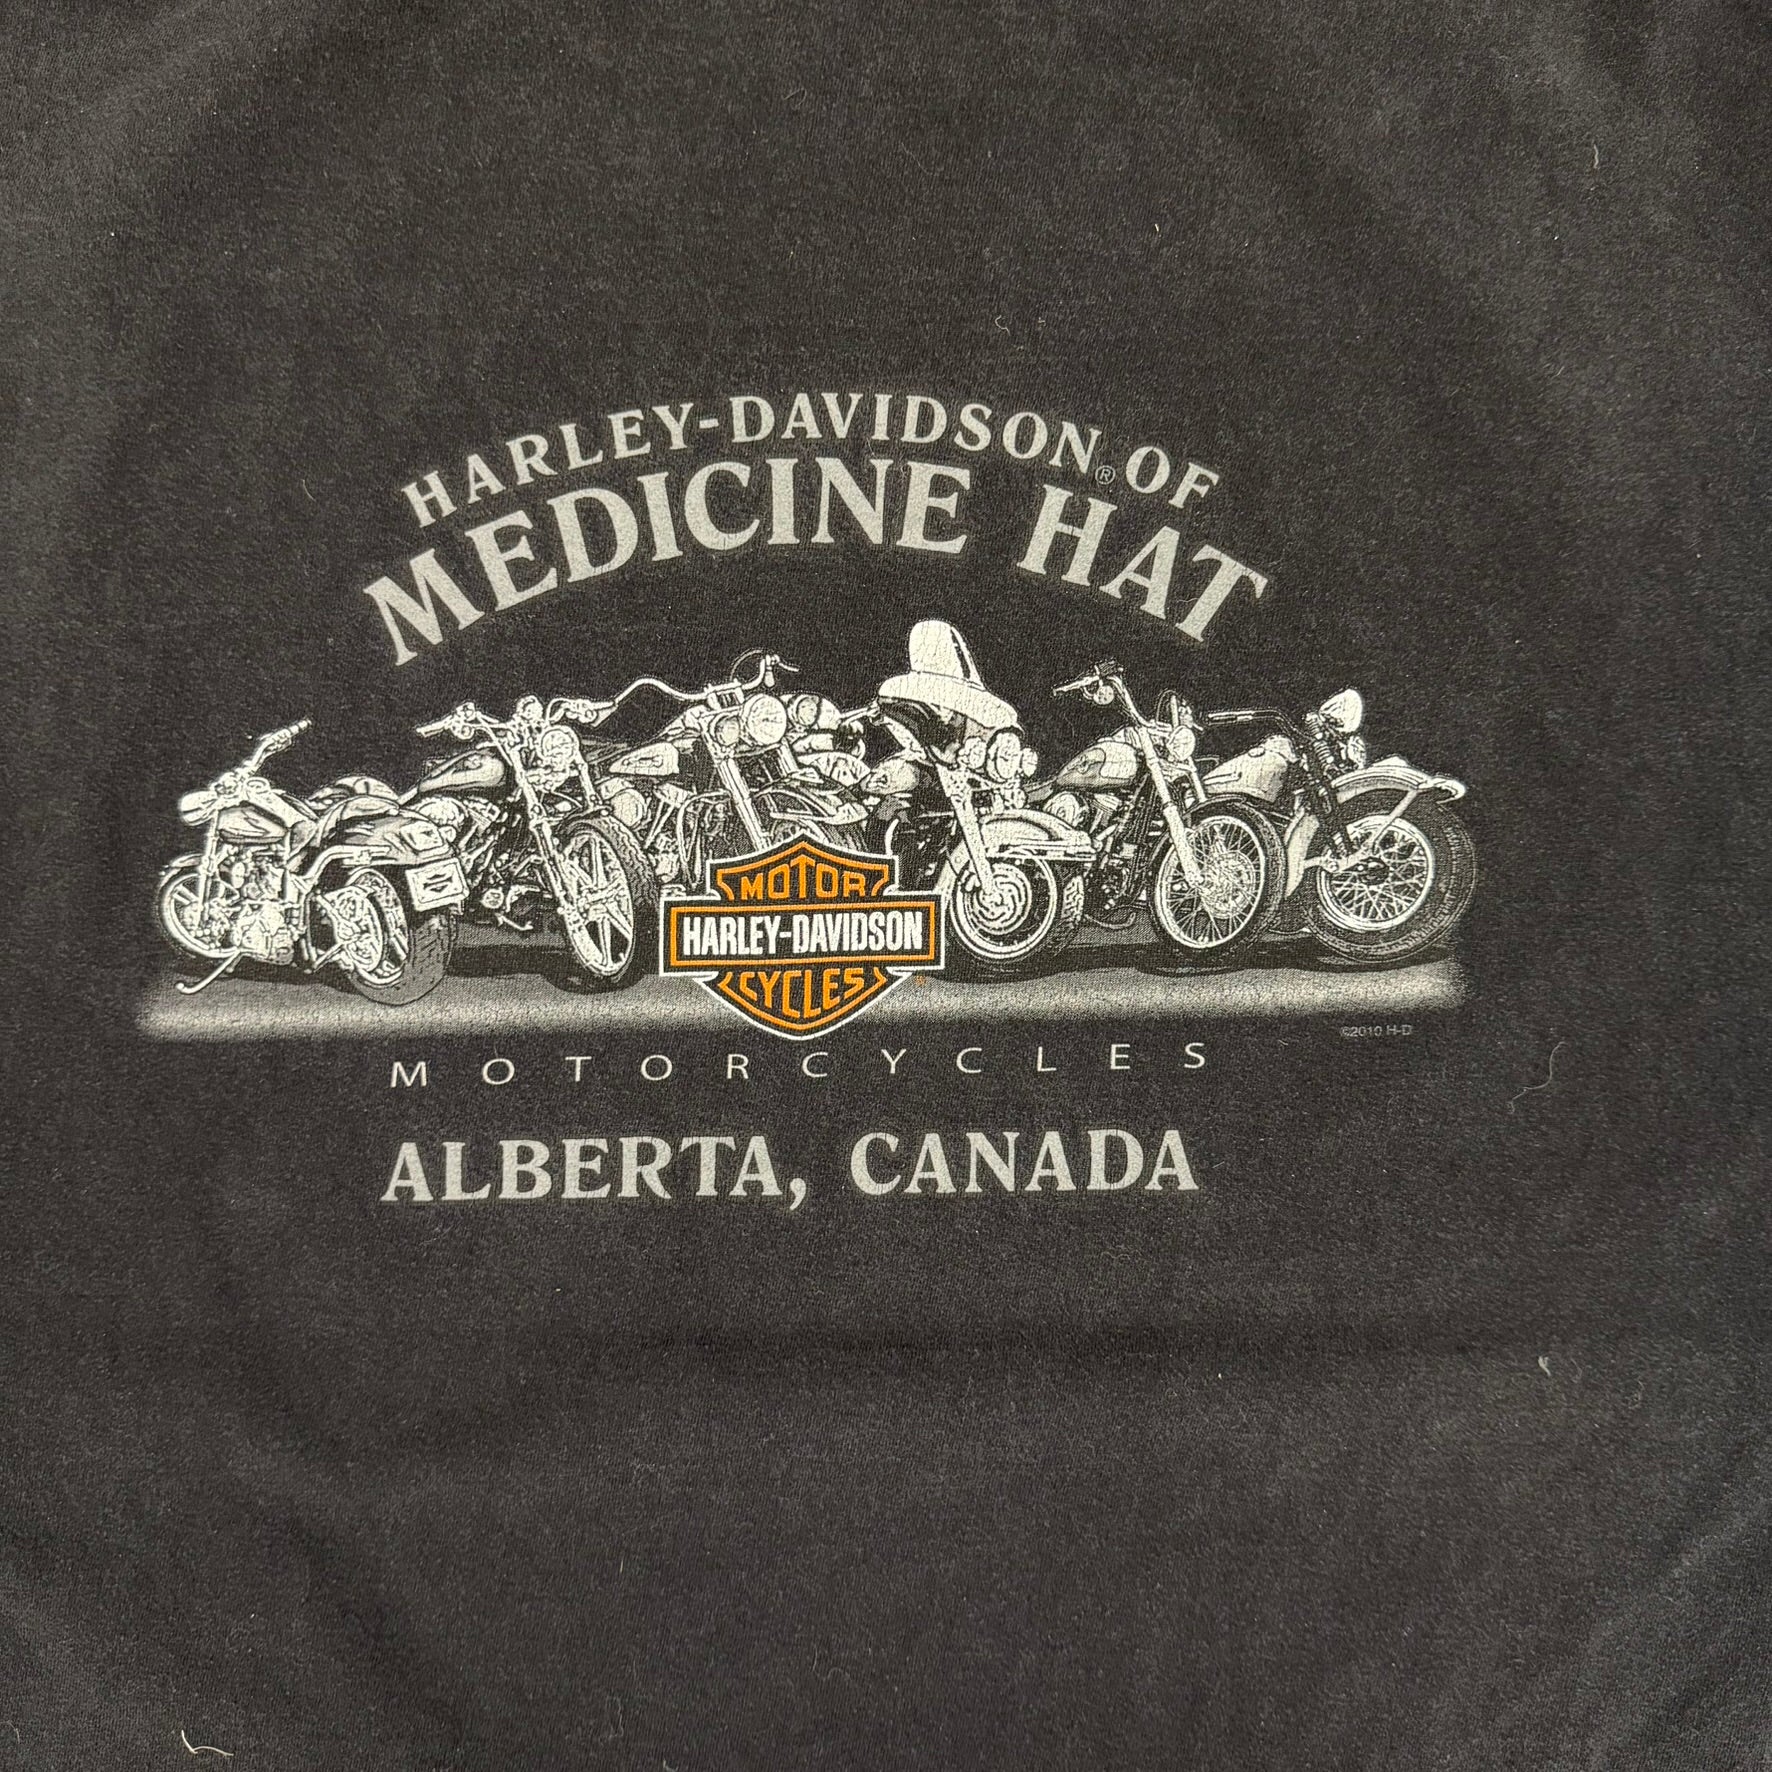 HARLEY-DAVIDSON® OF
MEDICINE HAT
MOTOR
HARLEY-DAVIDSON
CYCLES
©2010 H-D
MOTORCYCLES
ALBERTA, CANADA